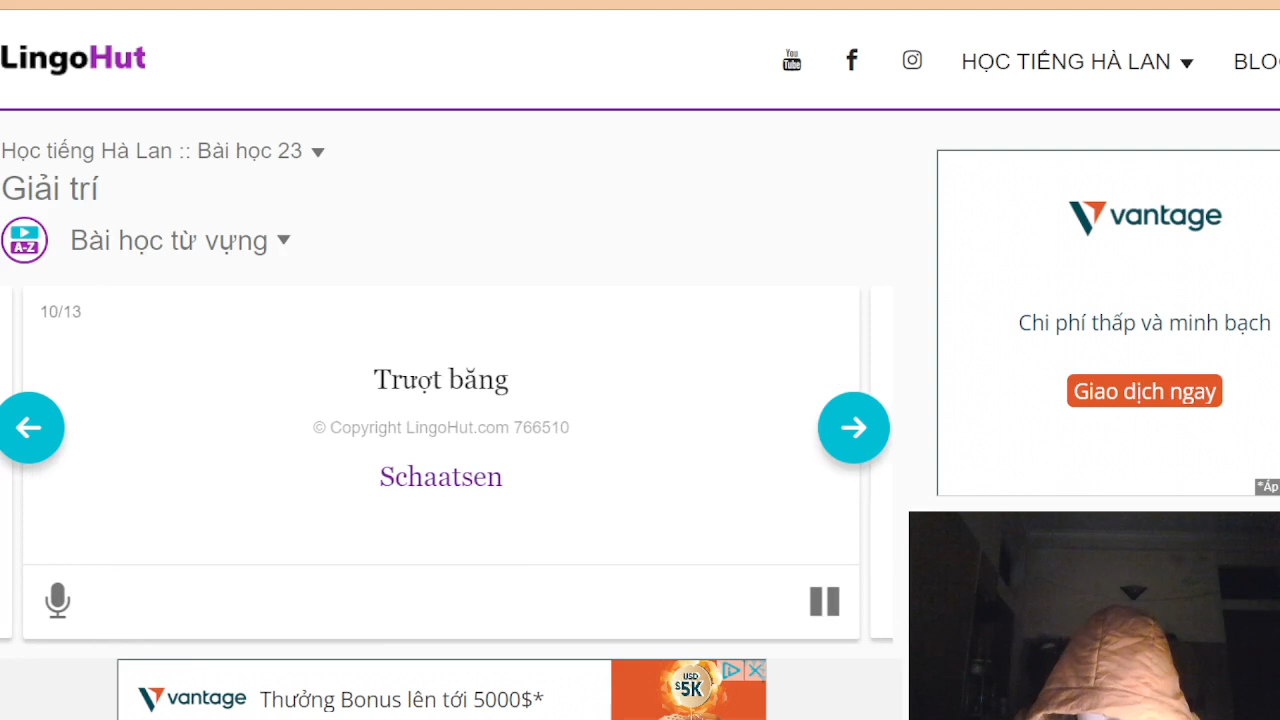 LingoHut
You Tube
HỌC TIẾNG HÀ LAN
BLO
Học tiếng Hà Lan :: Bài học 23
Giải trí
A-Z
Bài học từ vựng
10/13
Trượt băng
© Copyright LingoHut.com 766510
Schaatsen
vantage
Chi phí thấp và minh bạch
Giao dịch ngay
*Áp
vantage
Thưởng Bonus lên tới 5000$*
USD
$5K